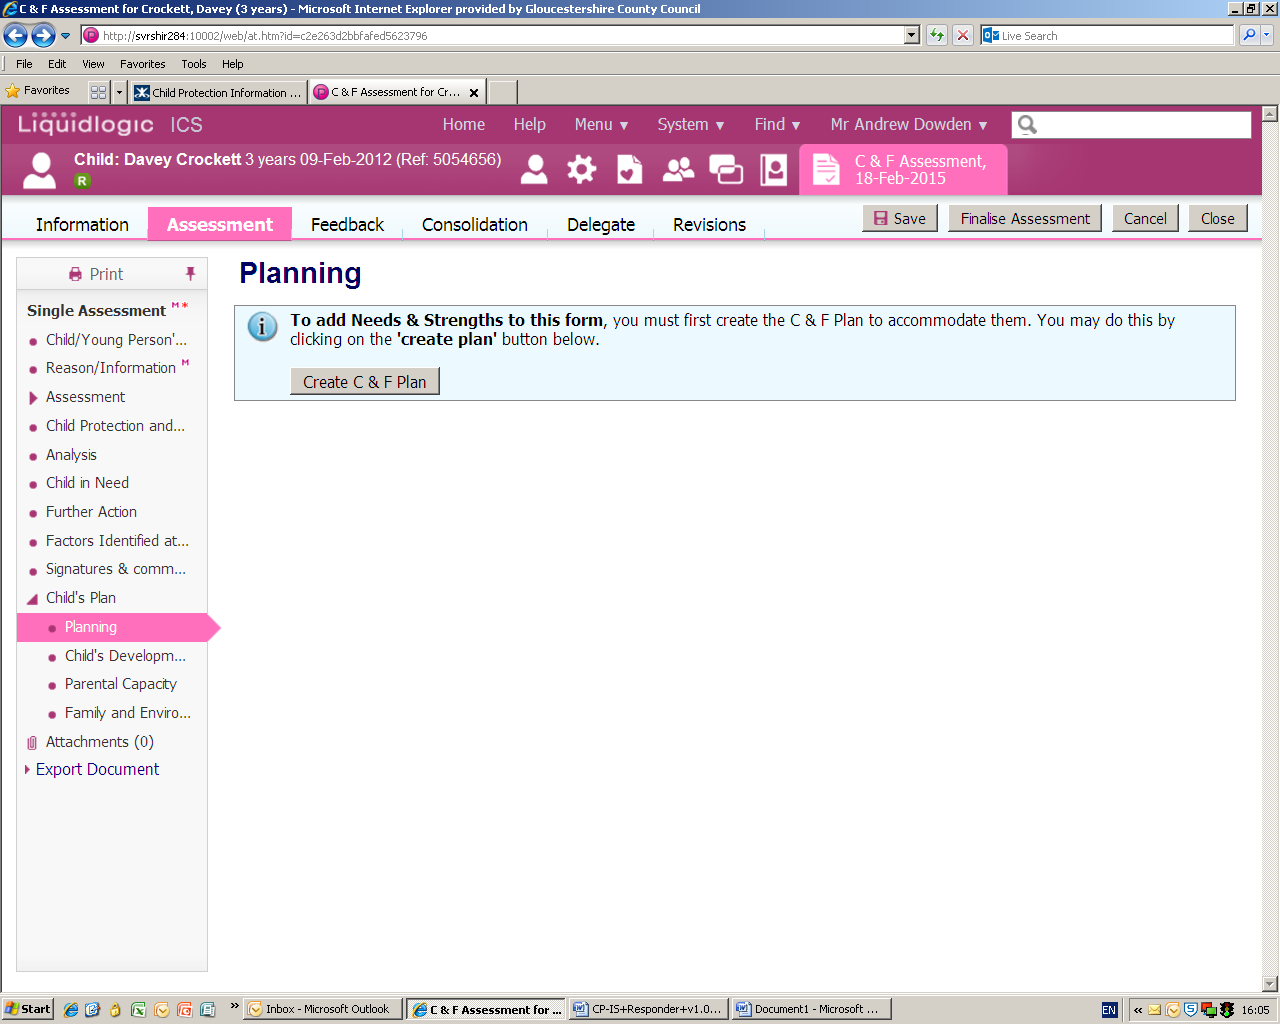 C & F Assessment for Crockett, Davey (3 years) - Microsoft Internet Explorer provided by Gloucestershire County Council
http://svrshir284:10002/web/at.htm?id=c2e263d2bbfafed5623796
Live Search
File Edit View Favorites Tools Help
Favorites
Child Protection Information ...
C & F Assessment for Cr...
Liquidlogic ICS
Home Help Menu ▼ System ▼ Find ▼ Mr Andrew Dowden ▼
Child: Davey Crockett 3 years 09-Feb-2012 (Ref: 5054656)
R
C & F Assessment,
18-Feb-2015
Information Assessment Feedback Consolidation Delegate Revisions
Save Finalise Assessment Cancel Close
Print
Single Assessment M *
Child/Young Person'...
Reason/Information M
Assessment
Child Protection and...
Analysis
Child in Need
Further Action
Factors Identified at...
Signatures & comm...
Child's Plan
Planning
Child's Developm...
Parental Capacity
Family and Enviro...
Attachments (0)
Export Document
Planning
To add Needs & Strengths to this form, you must first create the C & F Plan to accommodate them. You may do this by
clicking on the 'create plan' button below.
Create C & F Plan
Start
Inbox - Microsoft Outlook
C & F Assessment for ...
CP-IS+Responder+v1.0...
Document1 - Microsoft ...
EN
16:05